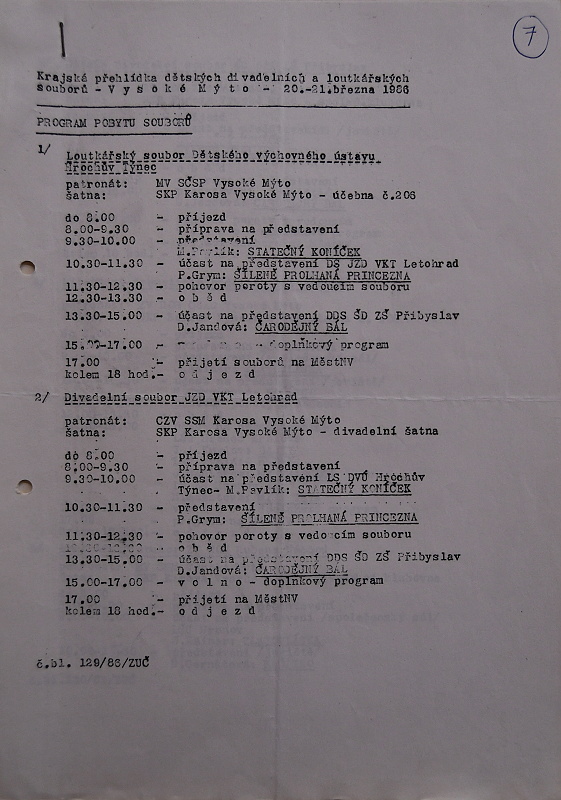 7
Krajská přehlídka dětských divadelních a loutkářských
souborů - V y s o k é  M ý t o - 20.-21.března 1986
PROGRAM POBYTU SOUBORŮ
1/ Loutkářský soubor Dětského výchovného ústavu
Hrochův Týnec
patronát: MV SČSP Vysoké Mýto
šatna: SKP Karosa Vysoké Mýto - učebna č.206
do 8.00 - příjezd
8.00-9.30 - příprava na představení
9.30-10.00 - představení
M.Pavlík: STATEČNÝ KONÍČEK
10.30-11.30 - účast na představení DS JZD VKT Letohrad
P.Grym: ŠÍLENĚ PROLHANÁ PRINCEZNA
11.30-12.30 - pohovor poroty s vedoucím souboru
12.30-13.30 - o b ě d
13.30-15.00 - účast na představení DDS ŠD ZŠ Přibyslav
D.Jandová: ČARODĚJNÝ BÁL
15.00-17.00 - doplňkový program
17.00 - přijetí souborů na MěstNV
kolem 18 hod.- o d j e z d
2/ Divadelní soubor JZD VKT Letohrad
patronát: CZV SSM Karosa Vysoké Mýto
šatna: SKP Karosa Vysoké Mýto - divadelní šatna
do 8.00 - příjezd
8.00-9.30 - příprava na představení
9.30-10.00 - účast na představení LS DVÚ Hrochův
Týnec- M.Pavlík: STATEČNÝ KONÍČEK
10.30-11.30 - představení
P.Grym: ŠÍLENĚ PROLHANÁ PRINCEZNA
11.30-12.30 - pohovor poroty s vedoucím souboru
- o b ě d
13.30-15.00 - účast na představení DDS ŠD ZŠ Přibyslav
D.Jandová: ČARODĚJNÝ BÁL
15.00-17.00 - v o l n o - doplňkový program
17.00 - přijetí na MěstNV
kolem 18 hod.- o d j e z d
č.bl. 129/86/ZUČ